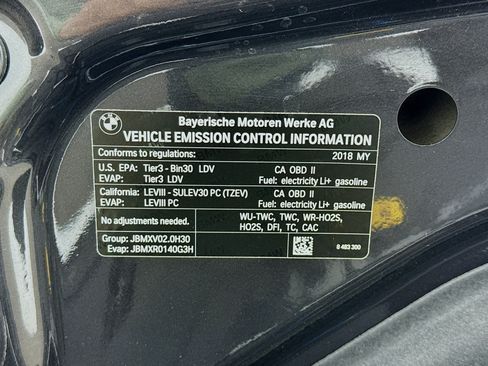 BMW
Bayerische Motoren Werke AG
VEHICLE EMISSION CONTROL INFORMATION
Conforms to regulations: 2018 MY
U.S. EPA: Tier3 - Bin30 LDV CA OBD II
EVAP: Tier3 LDV Fuel: electricity Li+ gasoline
California: LEVIII - SULEV30 PC (TZEV) CA OBD II
EVAP: LEVIII PC Fuel: electricity Li+ gasoline
No adjustments needed. WU-TWC, TWC, WR-HO2S,
HO2S, DFI, TC, CAC
Group: JBMXV02.0H30
Evap: JBMXR0140G3H
8 483 300